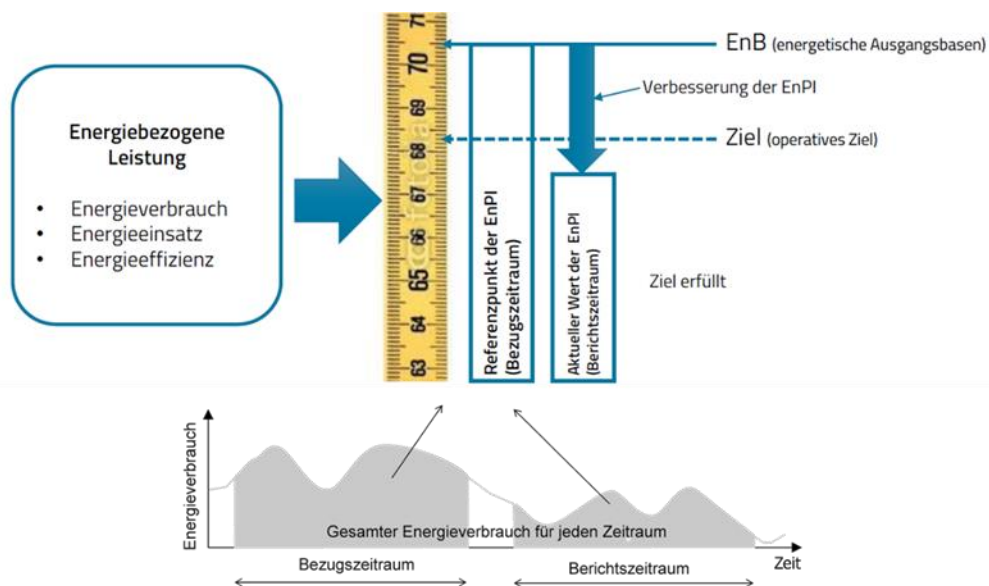 Energiebezogene
Leistung
• Energieverbrauch
• Energieeinsatz
• Energieeffizienz
71
70
69
68
67
66
65
64
63
EnB (energetische Ausgangsbasen)
Verbesserung der EnPI
Ziel (operatives Ziel)
Referenzpunkt der EnPI
(Bezugszeitraum)
Aktueller Wert der EnPI
(Berichtszeitraum)
Ziel erfüllt
Energieverbrauch
Gesamter Energieverbrauch für jeden Zeitraum
Bezugszeitraum
Berichtszeitraum
Zeit